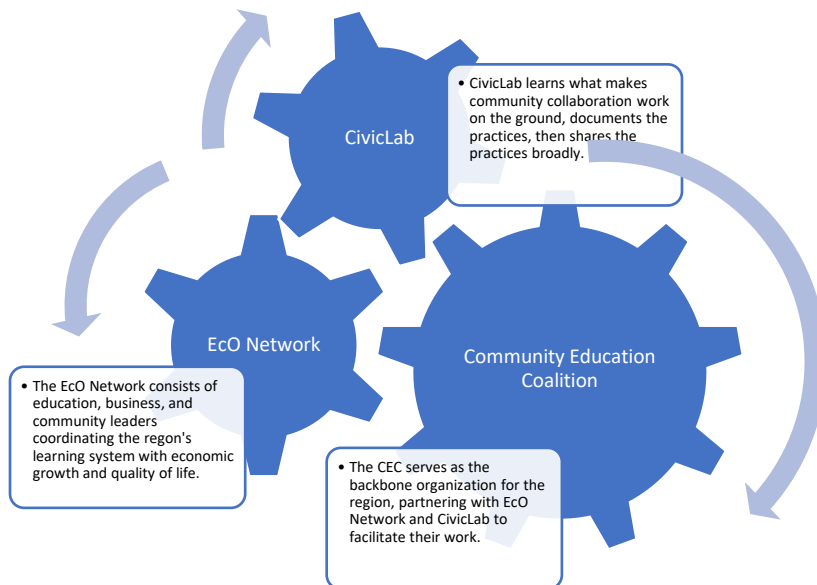 CivicLab
• CivicLab learns what makes
community collaboration work
on the ground, documents the
practices, then shares the
practices broadly.
EcO Network
Community Education
Coalition
• The EcO Network consists of
education, business, and
community leaders
coordinating the regon's
learning system with economic
growth and quality of life.
• The CEC serves as the
backbone organization for the
region, partnering with EcO
Network and CivicLab to
facilitate their work.